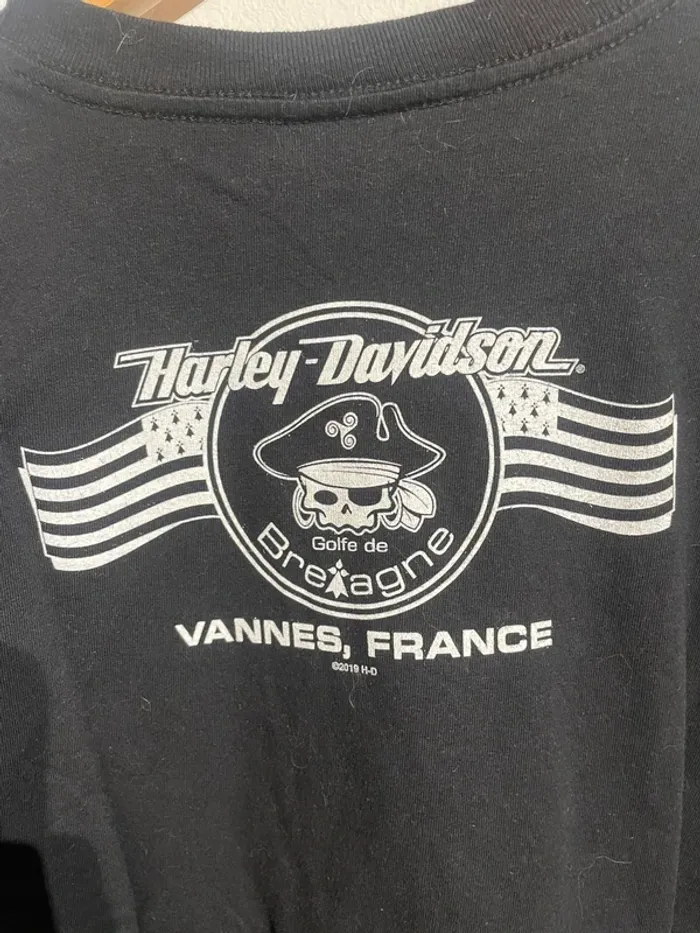 Harley-Davidson
Golfe de
Bretagne
VANNES, FRANCE
©2019 H-D